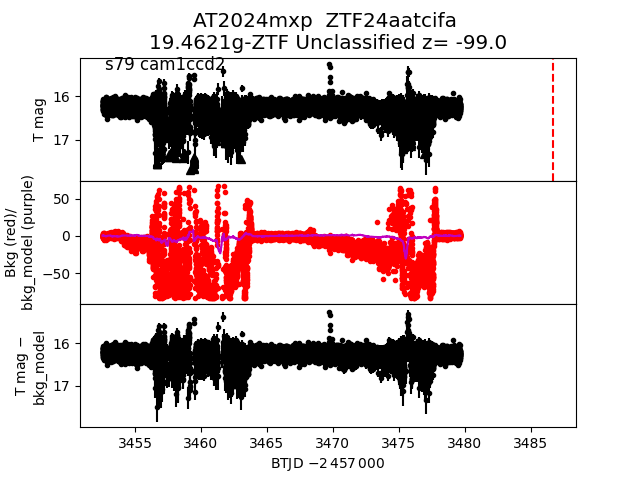 AT2024mxp  ZTF24aatcifa
19.4621g-ZTF Unclassified z= -99.0
s79 cam1ccd2
T mag
16
17
Bkg (red)/
bkg_model (purple)
50
0
−50
T mag −
bkg_model
16
17
3455 3460 3465 3470 3475 3480 3485
BTJD −2 457 000